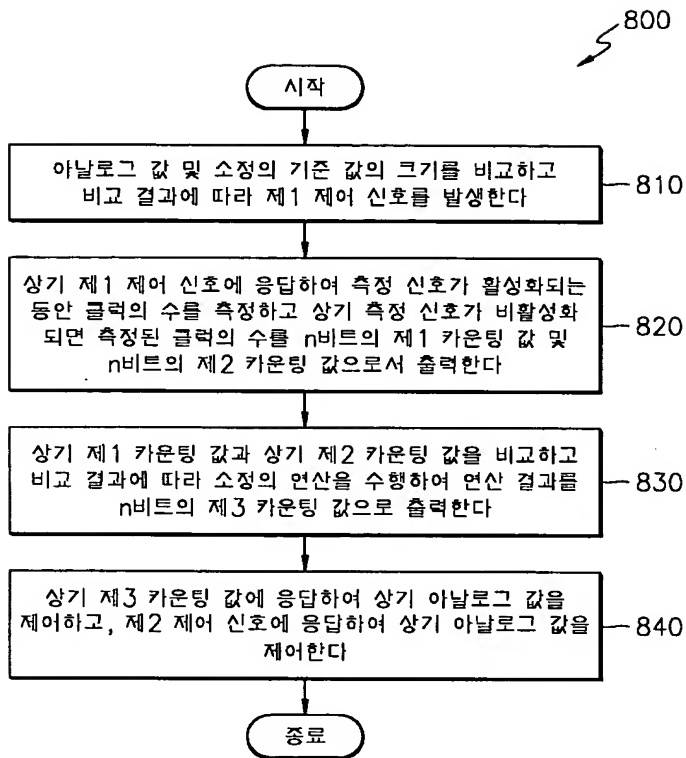 800
시작
아날로그 값 및 소정의 기준 값의 크기를 비교하고
비교 결과에 따라 제1 제어 신호를 발생한다
810
상기 제1 제어 신호에 응답하여 측정 신호가 활성화되는
동안 클럭의 수를 측정하고 상기 측정 신호가 비활성화
되면 측정된 클럭의 수를 n비트의 제1 카운팅 값 및
n비트의 제2 카운팅 값으로서 출력한다
820
상기 제1 카운팅 값과 상기 제2 카운팅 값을 비교하고
비교 결과에 따라 소정의 연산을 수행하여 연산 결과를
n비트의 제3 카운팅 값으로 출력한다
830
상기 제3 카운팅 값에 응답하여 상기 아날로그 값을
제어하고, 제2 제어 신호에 응답하여 상기 아날로그 값을
제어한다
840
종료